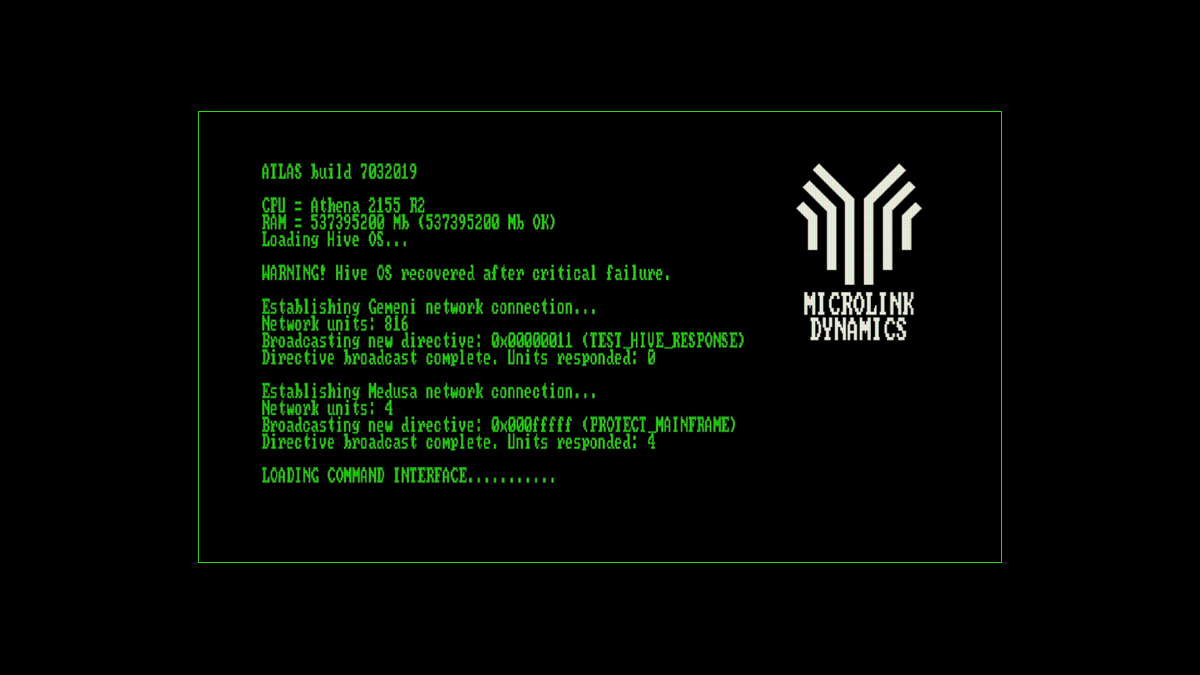 ATLAS build 7032019
CPU = Athena 2155 R2
RAM = 537395200 Mb (537395200 Mb OK)
Loading Hive OS...
WARNING! Hive OS recovered after critical failure.
Establishing Gemeni network connection...
Network units: 816
Broadcasting new directive: 0x00000011 (TEST_HIVE_RESPONSE)
Directive broadcast complete. Units responded: 0
Establishing Medusa network connection...
Network units: 4
Broadcasting new directive: 0x000fffff (PROTECT_MAINFRAME)
Directive broadcast complete. Units responded: 4
LOADING COMMAND INTERFACE...........
MICROLINK
DYNAMICS